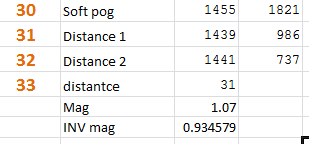 30 Soft pog 1455 1821
31 Distance 1 1439 986
32 Distance 2 1441 737
33 distantce 31
Mag 1.07
INV mag 0.934579